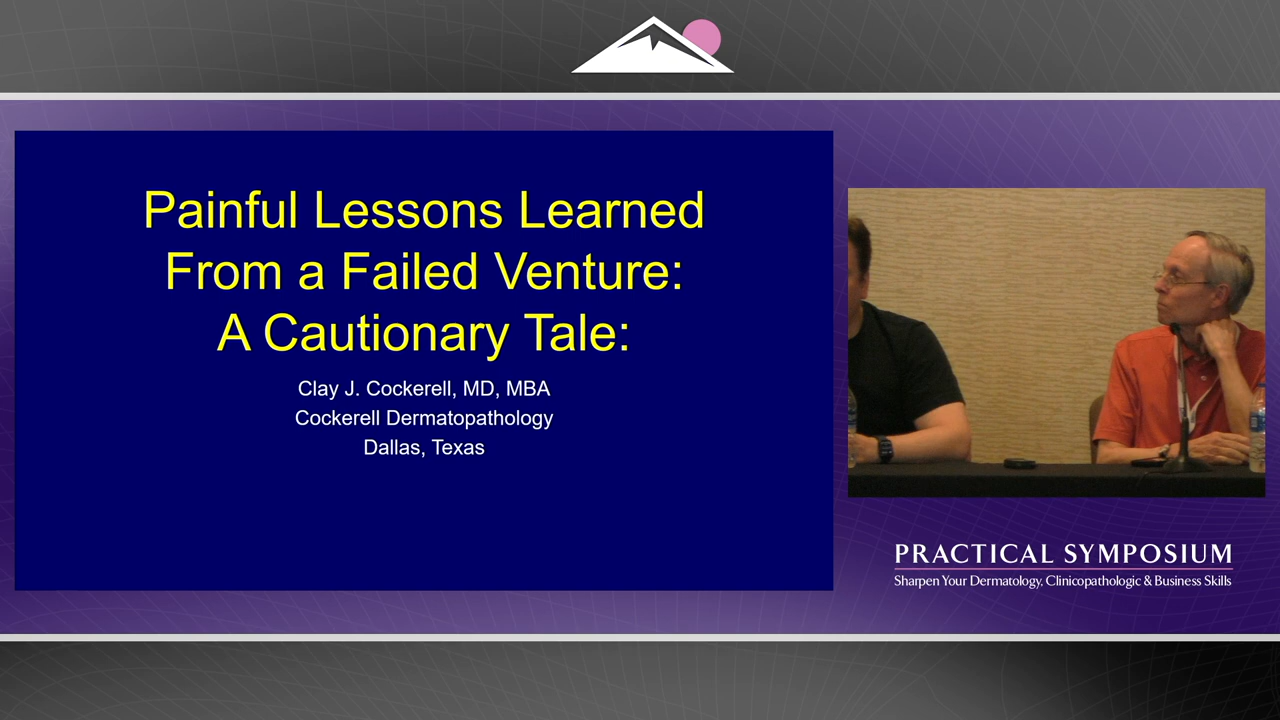 Painful Lessons Learned
From a Failed Venture:
A Cautionary Tale:
Clay J. Cockerell, MD, MBA
Cockerell Dermatopathology
Dallas, Texas
PRACTICAL SYMPOSIUM
Sharpen Your Dermatology, Clinicopathologic & Business Skills